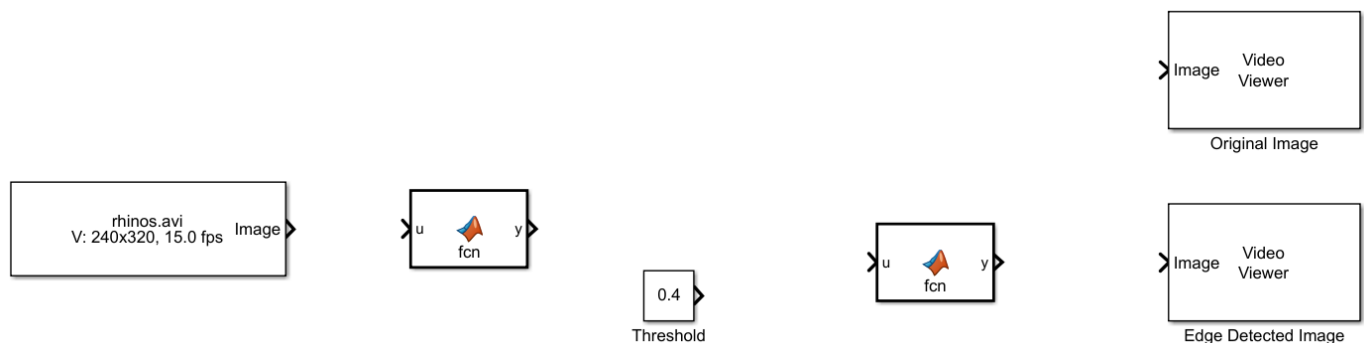 Image
Video
Viewer
Original Image
rhinos.avi
V: 240x320, 15.0 fps
Image
u
y
fcn
0.4
Threshold
u
y
fcn
Image
Video
Viewer
Edge Detected Image